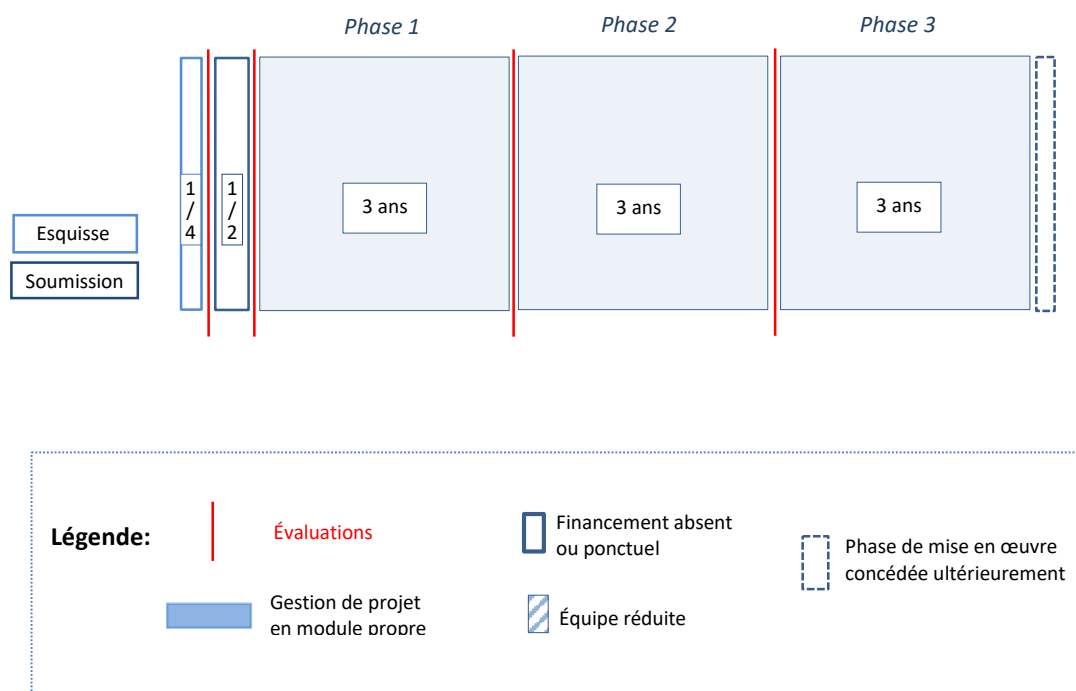 Phase 1
Phase 2
Phase 3
1
/
4
1
/
2
3 ans
3 ans
3 ans
Esquisse
Soumission
Légende:
Évaluations
Financement absent
ou ponctuel
Phase de mise en œuvre
concédée ultérieurement
Gestion de projet
en module propre
Équipe réduite